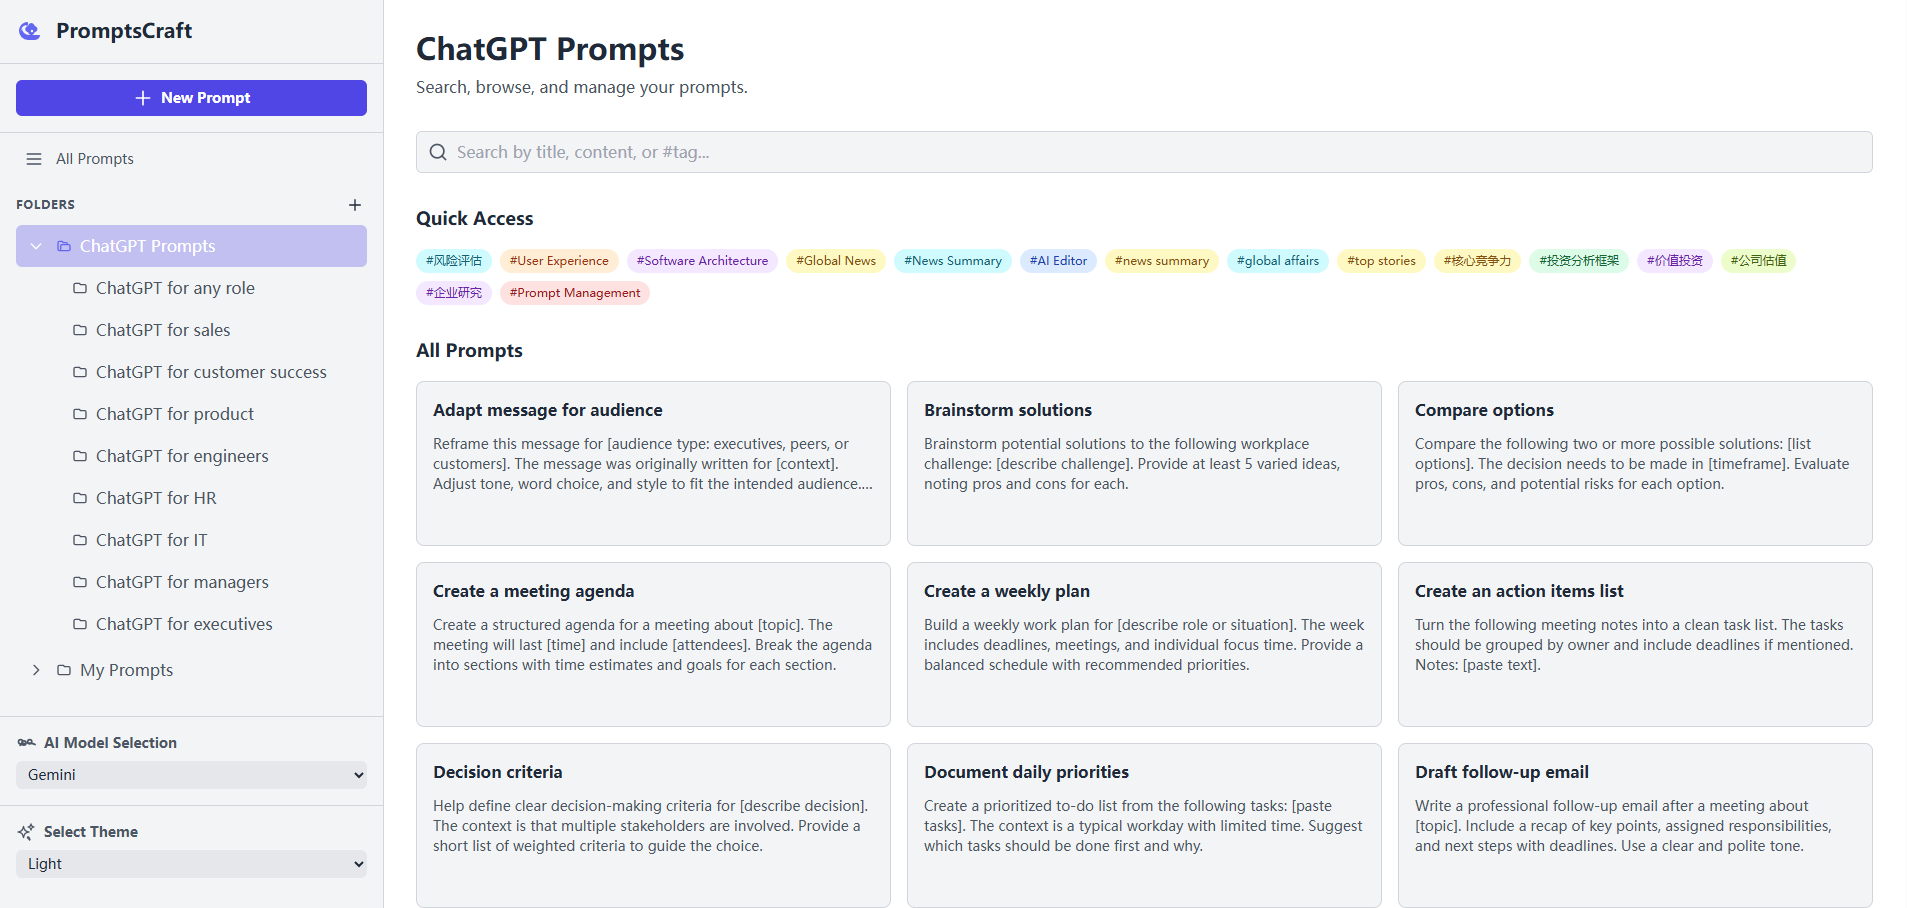 PromptsCraft
New Prompt
All Prompts
FOLDERS
ChatGPT Prompts
ChatGPT for any role
ChatGPT for sales
ChatGPT for customer success
ChatGPT for product
ChatGPT for engineers
ChatGPT for HR
ChatGPT for IT
ChatGPT for managers
ChatGPT for executives
My Prompts
AI Model Selection
Gemini
Select Theme
Light
ChatGPT Prompts
Search, browse, and manage your prompts.
Search by title, content, or #tag...
Quick Access
#风险评估 #User Experience #Software Architecture #Global News #News Summary #AI Editor #news summary #global affairs #top stories #核心竞争力 #投资分析框架 #价值投资 #公司估值
#企业研究 #Prompt Management
All Prompts
Adapt message for audience
Reframe this message for [audience type: executives, peers, or
customers]. The message was originally written for [context].
Adjust tone, word choice, and style to fit the intended audience....
Brainstorm solutions
Brainstorm potential solutions to the following workplace
challenge: [describe challenge]. Provide at least 5 varied ideas,
noting pros and cons for each.
Compare options
Compare the following two or more possible solutions: [list
options]. The decision needs to be made in [timeframe]. Evaluate
pros, cons, and potential risks for each option.
Create a meeting agenda
Create a structured agenda for a meeting about [topic]. The
meeting will last [time] and include [attendees]. Break the agenda
into sections with time estimates and goals for each section.
Create a weekly plan
Build a weekly work plan for [describe role or situation]. The week
includes deadlines, meetings, and individual focus time. Provide a
balanced schedule with recommended priorities.
Create an action items list
Turn the following meeting notes into a clean task list. The tasks
should be grouped by owner and include deadlines if mentioned.
Notes: [paste text].
Decision criteria
Help define clear decision-making criteria for [describe decision].
The context is that multiple stakeholders are involved. Provide a
short list of weighted criteria to guide the choice.
Document daily priorities
Create a prioritized to-do list from the following tasks: [paste
tasks]. The context is a typical workday with limited time. Suggest
which tasks should be done first and why.
Draft follow-up email
Write a professional follow-up email after a meeting about
[topic]. Include a recap of key points, assigned responsibilities,
and next steps with deadlines. Use a clear and polite tone.